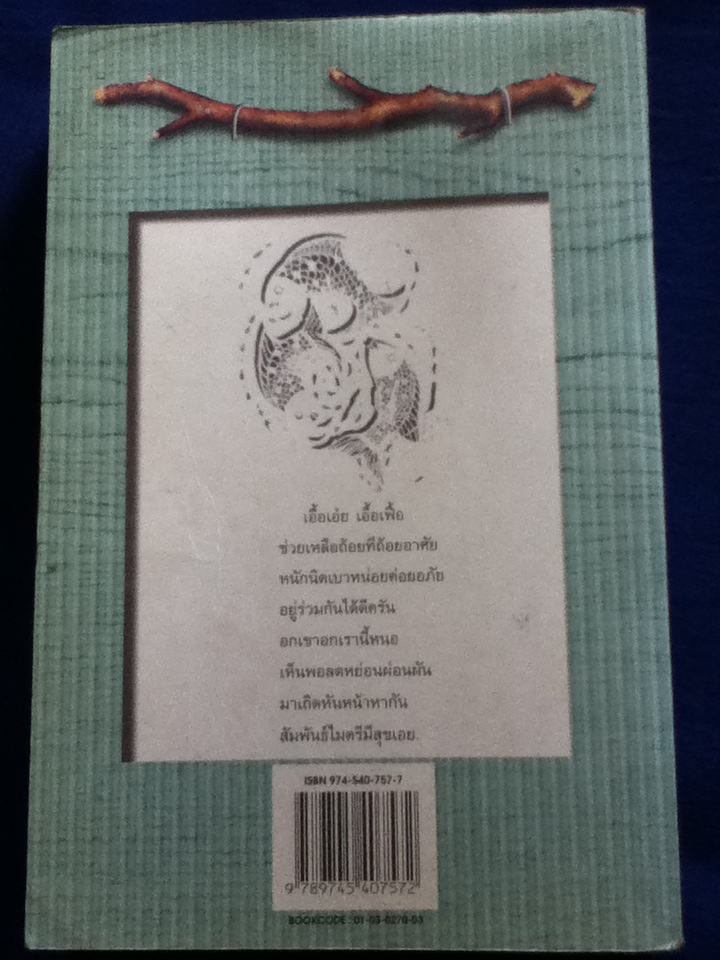 เอื้อเอ๋ย เอื้อเฟื้อ
ช่วยเหลือถ้อยทีถ้อยอาศัย
หนักนิดเบาหน่อยค่อยอภัย
อยู่ร่วมกันได้ดีครัน
อกเขาอกเรานี้หนอ
เห็นพอลดหย่อนผ่อนผัน
มาเถิดหันหน้าหากัน
สัมพันธ์ไมตรีมีสุขเอย.
ISBN 974-540-757-7
9 789745 407572
BOOKCODE : 01-03-0270-03